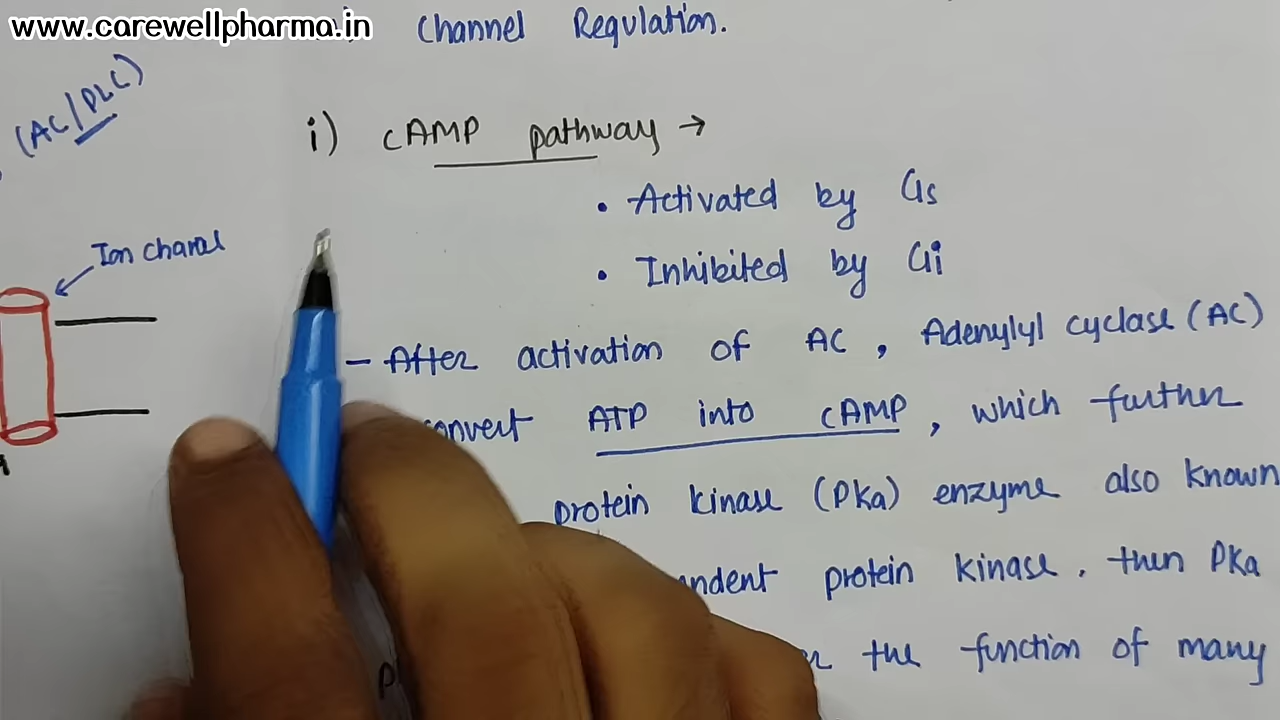 www.carewellpharma.in
Channel Regulation.
(AC/PLC)
i) cAMP pathway →
• Activated by Gs
• Inhibited by Gi
Ion channel
- After activation of AC, Adenylyl cyclase (AC)
convert ATP into cAMP, which further
protein kinase (PKa) enzyme also known
ndent protein kinase. then PKa
the function of many